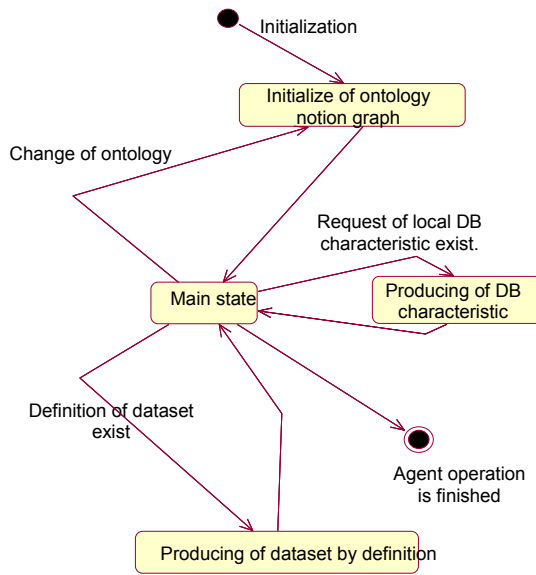 Initialization
Initialize of ontology
notion graph
Change of ontology
Request of local DB
characteristic exist.
Main state
Producing of DB
characteristic
Definition of dataset
exist
Agent operation
is finished
Producing of dataset by definition